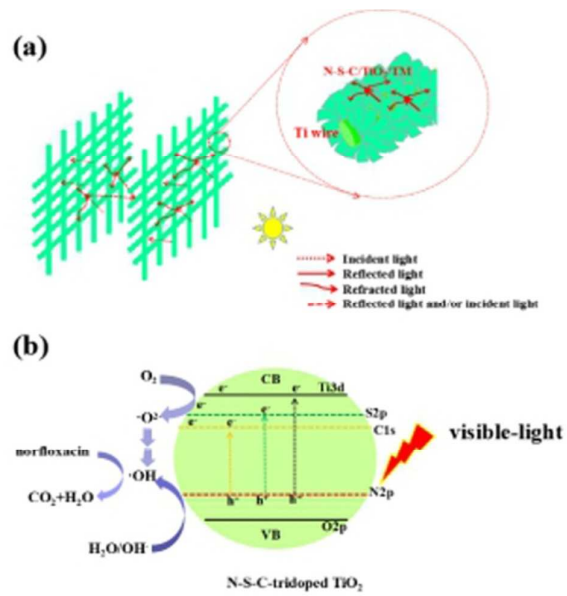 (a)
N-S-C/TiO2/TM
Ti wire
Incident light
Reflected light
Refracted light
Reflected light and/or incident light
(b)
O2
CB
e-
e-
Ti3d
e-
e-
S2p
·O2-
e-
e-
C1s
visible-light
norfloxacin
·OH
N2p
h+
h+
h+
CO2+H2O
O2p
VB
H2O/OH-
N-S-C-tridoped TiO2